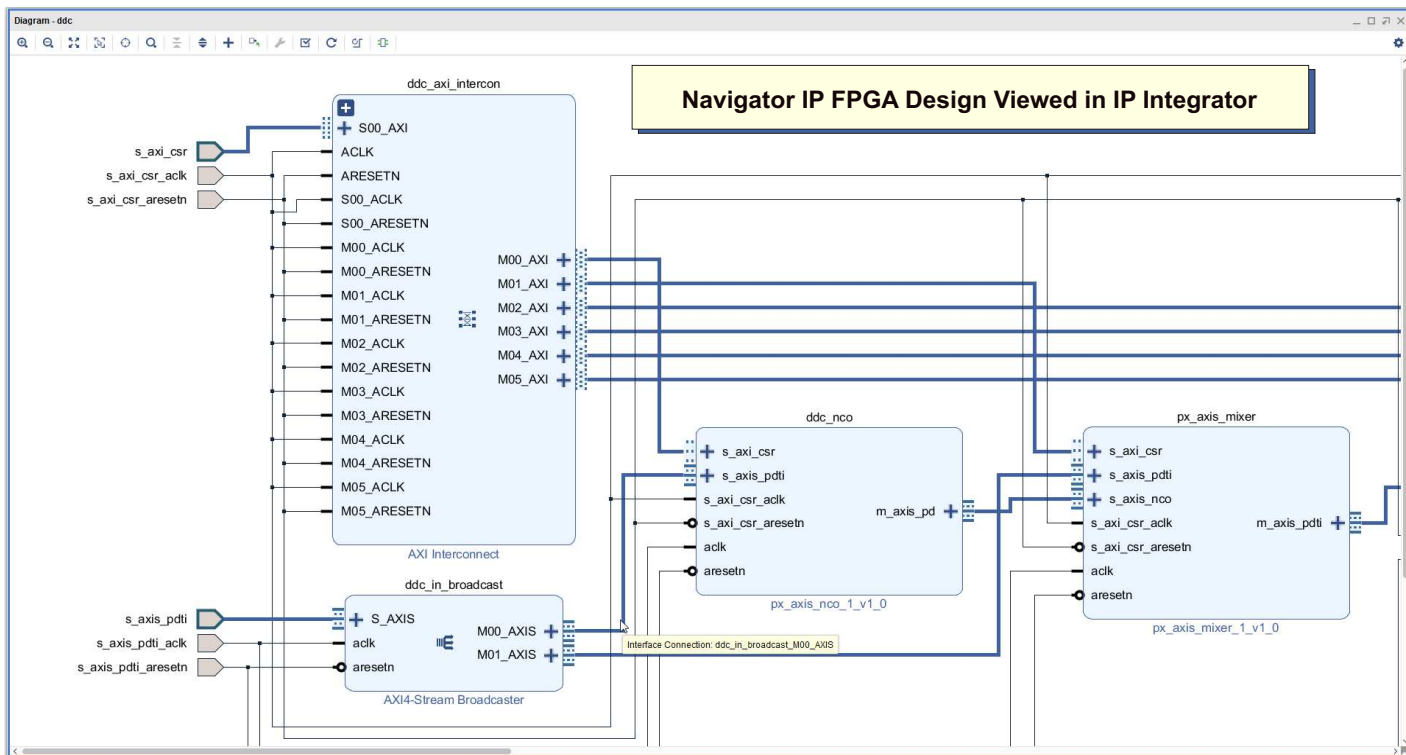 Diagram - ddc
Navigator IP FPGA Design Viewed in IP Integrator
ddc_axi_intercon
S00_AXI
ACLK
ARESETN
S00_ACLK
S00_ARESETN
M00_ACLK
M00_ARESETN
M01_ACLK
M01_ARESETN
M02_ACLK
M02_ARESETN
M03_ACLK
M03_ARESETN
M04_ACLK
M04_ARESETN
M05_ACLK
M05_ARESETN
M00_AXI
M01_AXI
M02_AXI
M03_AXI
M04_AXI
M05_AXI
AXI Interconnect
s_axi_csr
s_axi_csr_aclk
s_axi_csr_aresetn
ddc_nco
s_axi_csr
s_axis_pdti
s_axi_csr_aclk
s_axi_csr_aresetn
aclk
aresetn
m_axis_pd
px_axis_nco_1_v1_0
px_axis_mixer
s_axi_csr
s_axis_pdti
s_axis_nco
s_axi_csr_aclk
s_axi_csr_aresetn
aclk
aresetn
m_axis_pdti
px_axis_mixer_1_v1_0
s_axis_pdti
s_axis_pdti_aclk
s_axis_pdti_aresetn
ddc_in_broadcast
S_AXIS
aclk
aresetn
M00_AXIS
M01_AXIS
AXI4-Stream Broadcaster
Interface Connection: ddc_in_broadcast_M00_AXIS